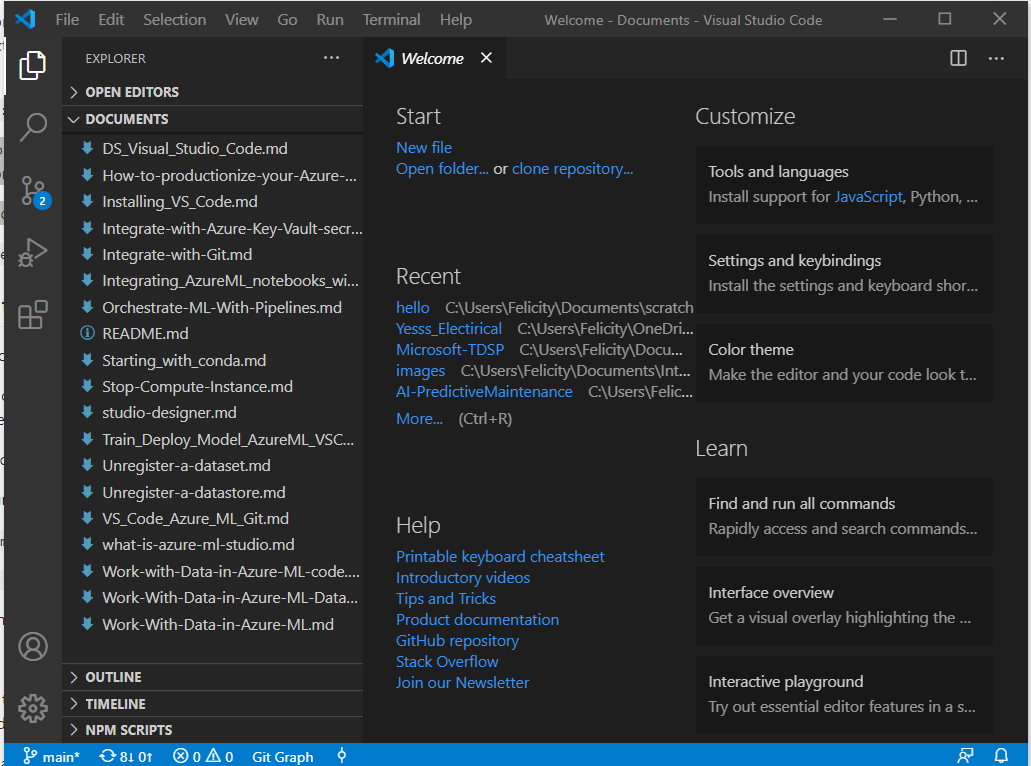 File Edit Selection View Go Run Terminal Help Welcome - Documents - Visual Studio Code
EXPLORER
OPEN EDITORS
DOCUMENTS
DS_Visual_Studio_Code.md
How-to-productionize-your-Azure-...
Installing_VS_Code.md
Integrate-with-Azure-Key-Vault-secr...
Integrate-with-Git.md
Integrating_AzureML_notebooks_wi...
Orchestrate-ML-With-Pipelines.md
README.md
Starting_with_conda.md
Stop-Compute-Instance.md
studio-designer.md
Train_Deploy_Model_AzureML_VSC...
Unregister-a-dataset.md
Unregister-a-datastore.md
VS_Code_Azure_ML_Git.md
what-is-azure-ml-studio.md
Work-with-Data-in-Azure-ML-code....
Work-With-Data-in-Azure-ML-Data...
Work-With-Data-in-Azure-ML.md
OUTLINE
TIMELINE
NPM SCRIPTS
2
Welcome
Start
New file
Open folder... or clone repository...
Recent
hello C:\Users\Felicity\Documents\scratch
Yesss_Electirical C:\Users\Felicity\OneDri...
Microsoft-TDSP C:\Users\Felicity\Docu...
images C:\Users\Felicity\Documents\Int...
AI-PredictiveMaintenance C:\Users\Felic...
More... (Ctrl+R)
Help
Printable keyboard cheatsheet
Introductory videos
Tips and Tricks
Product documentation
GitHub repository
Stack Overflow
Join our Newsletter
Customize
Tools and languages
Install support for JavaScript, Python, ...
Settings and keybindings
Install the settings and keyboard shor...
Color theme
Make the editor and your code look t...
Learn
Find and run all commands
Rapidly access and search commands...
Interface overview
Get a visual overlay highlighting the ...
Interactive playground
Try out essential editor features in a s...
main* 8↓ 0↑ 0 0 Git Graph